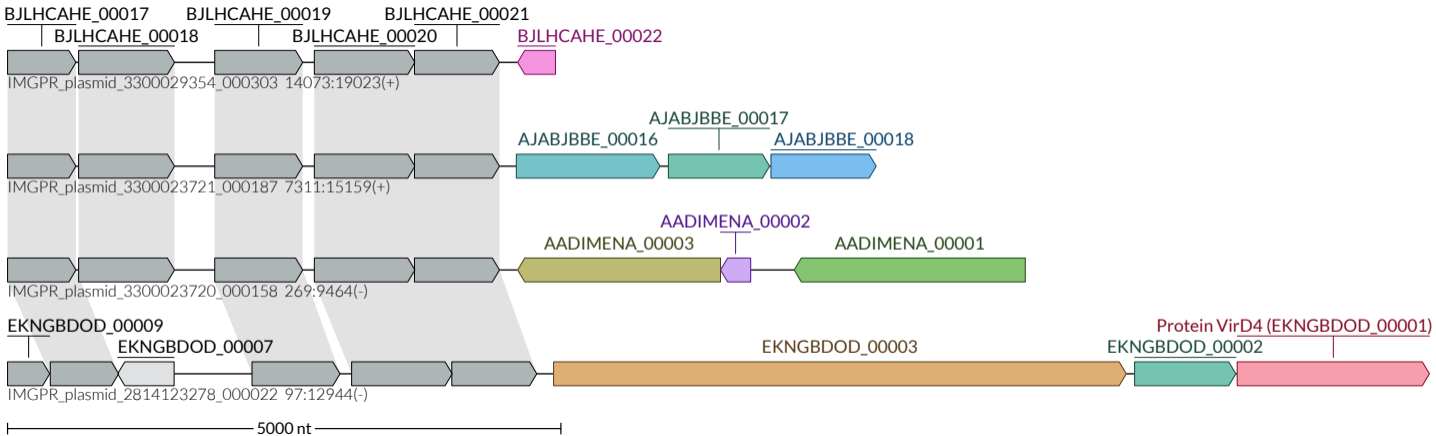 BJLHCAHE_00017 BJLHCAHE_00019 BJLHCAHE_00021
BJLHCAHE_00018 BJLHCAHE_00020 BJLHCAHE_00022
IMGPR_plasmid_3300029354_000303 14073:19023(+)
AJABJBBE_00017
AJABJBBE_00016 AJABJBBE_00018
IMGPR_plasmid_3300023721_000187 7311:15159(+)
AADIMENA_00002
AADIMENA_00003 AADIMENA_00001
IMGPR_plasmid_3300023720_000158 269:9464(-)
EKNGBDOD_00009 Protein VirD4 (EKNGBDOD_00001)
EKNGBDOD_00007 EKNGBDOD_00003 EKNGBDOD_00002
IMGPR_plasmid_2814123278_000022 97:12944(-)
5000 nt